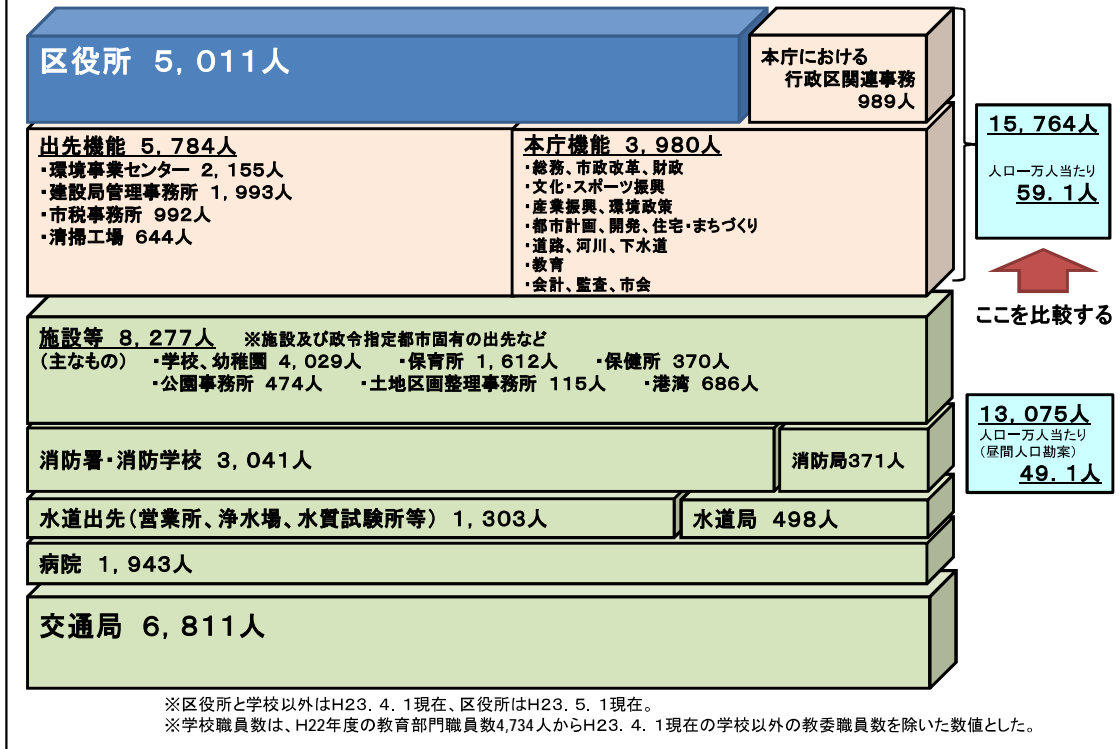 区役所 5,011人
本庁における
行政区関連事務
989人
出先機能 5,784人
・環境事業センター 2,155人
・建設局管理事務所 1,993人
・市税事務所 992人
・清掃工場 644人
本庁機能 3,980人
・総務、市政改革、財政
・文化・スポーツ振興
・産業振興、環境政策
・都市計画、開発、住宅・まちづくり
・道路、河川、下水道
・教育
・会計、監査、市会
15,764人
人口一万人当たり
59.1人
ここを比較する
施設等 8,277人 ※施設及び政令指定都市固有の出先など
(主なもの) ・学校、幼稚園 4,029人 ・保育所 1,612人 ・保健所 370人
・公園事務所 474人 ・土地区画整理事務所 115人 ・港湾 686人
13,075人
人口一万人当たり
(昼間人口勘案)
49.1人
消防署・消防学校 3,041人
消防局371人
水道出先(営業所、浄水場、水質試験所等) 1,303人
水道局 498人
病院 1,943人
交通局 6,811人
※区役所と学校以外はH23.4.1現在、区役所はH23.5.1現在。
※学校職員数は、H22年度の教育部門職員数4,734人からH23.4.1現在の学校以外の教委職員数を除いた数値とした。